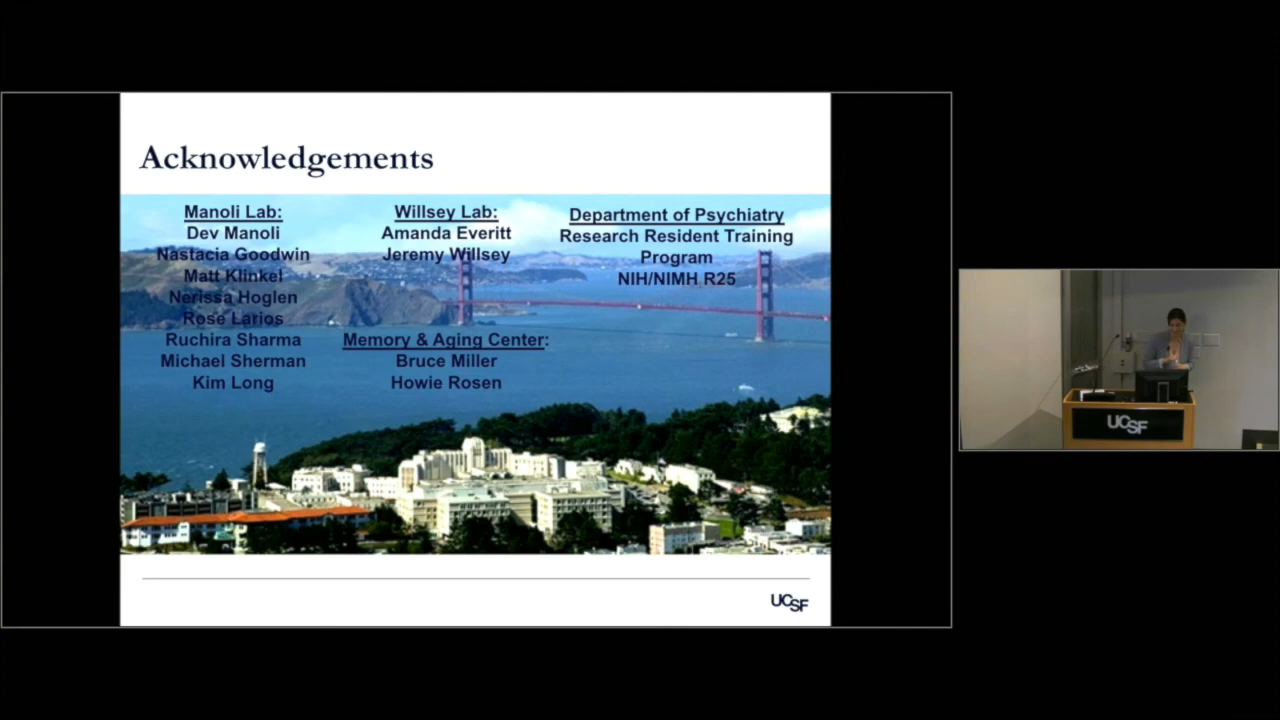 Acknowledgements
Manoli Lab:
Dev Manoli
Nastacia Goodwin
Matt Klinkel
Nerissa Hoglen
Rose Larios
Ruchira Sharma
Michael Sherman
Kim Long
Willsey Lab:
Amanda Everitt
Jeremy Willsey
Memory & Aging Center:
Bruce Miller
Howie Rosen
Department of Psychiatry
Research Resident Training
Program
NIH/NIMH R25
UCSF
UCSF